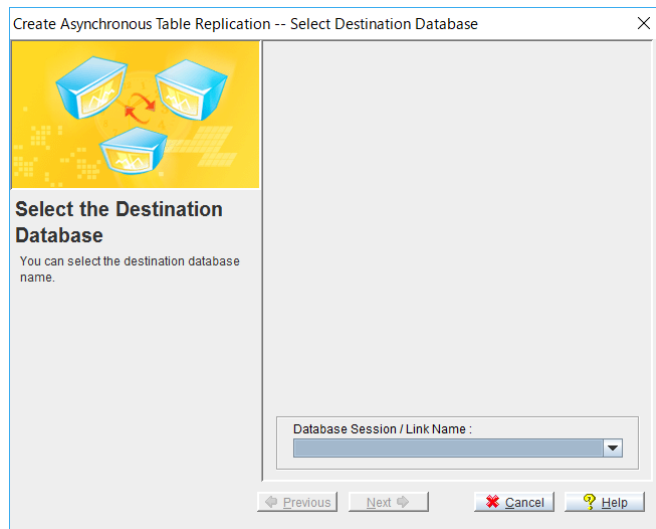 Create Asynchronous Table Replication -- Select Destination Database
Select the Destination
Database
You can select the destination database
name.
Database Session / Link Name :
Previous
Next
Cancel
Help